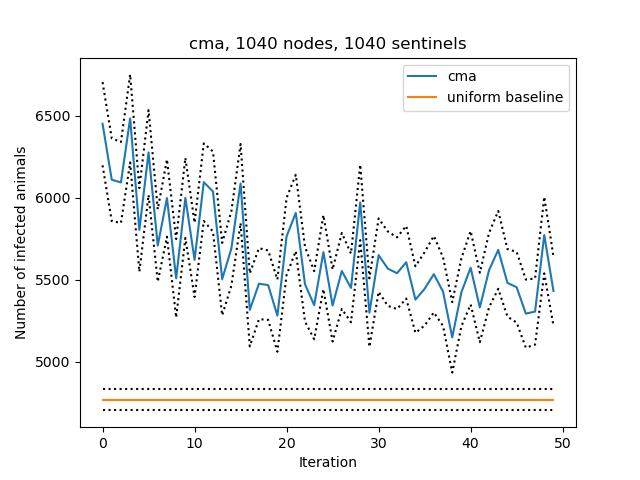 cma, 1040 nodes, 1040 sentinels
cma
uniform baseline
Number of infected animals
6500
6000
5500
5000
0 10 20 30 40 50
Iteration